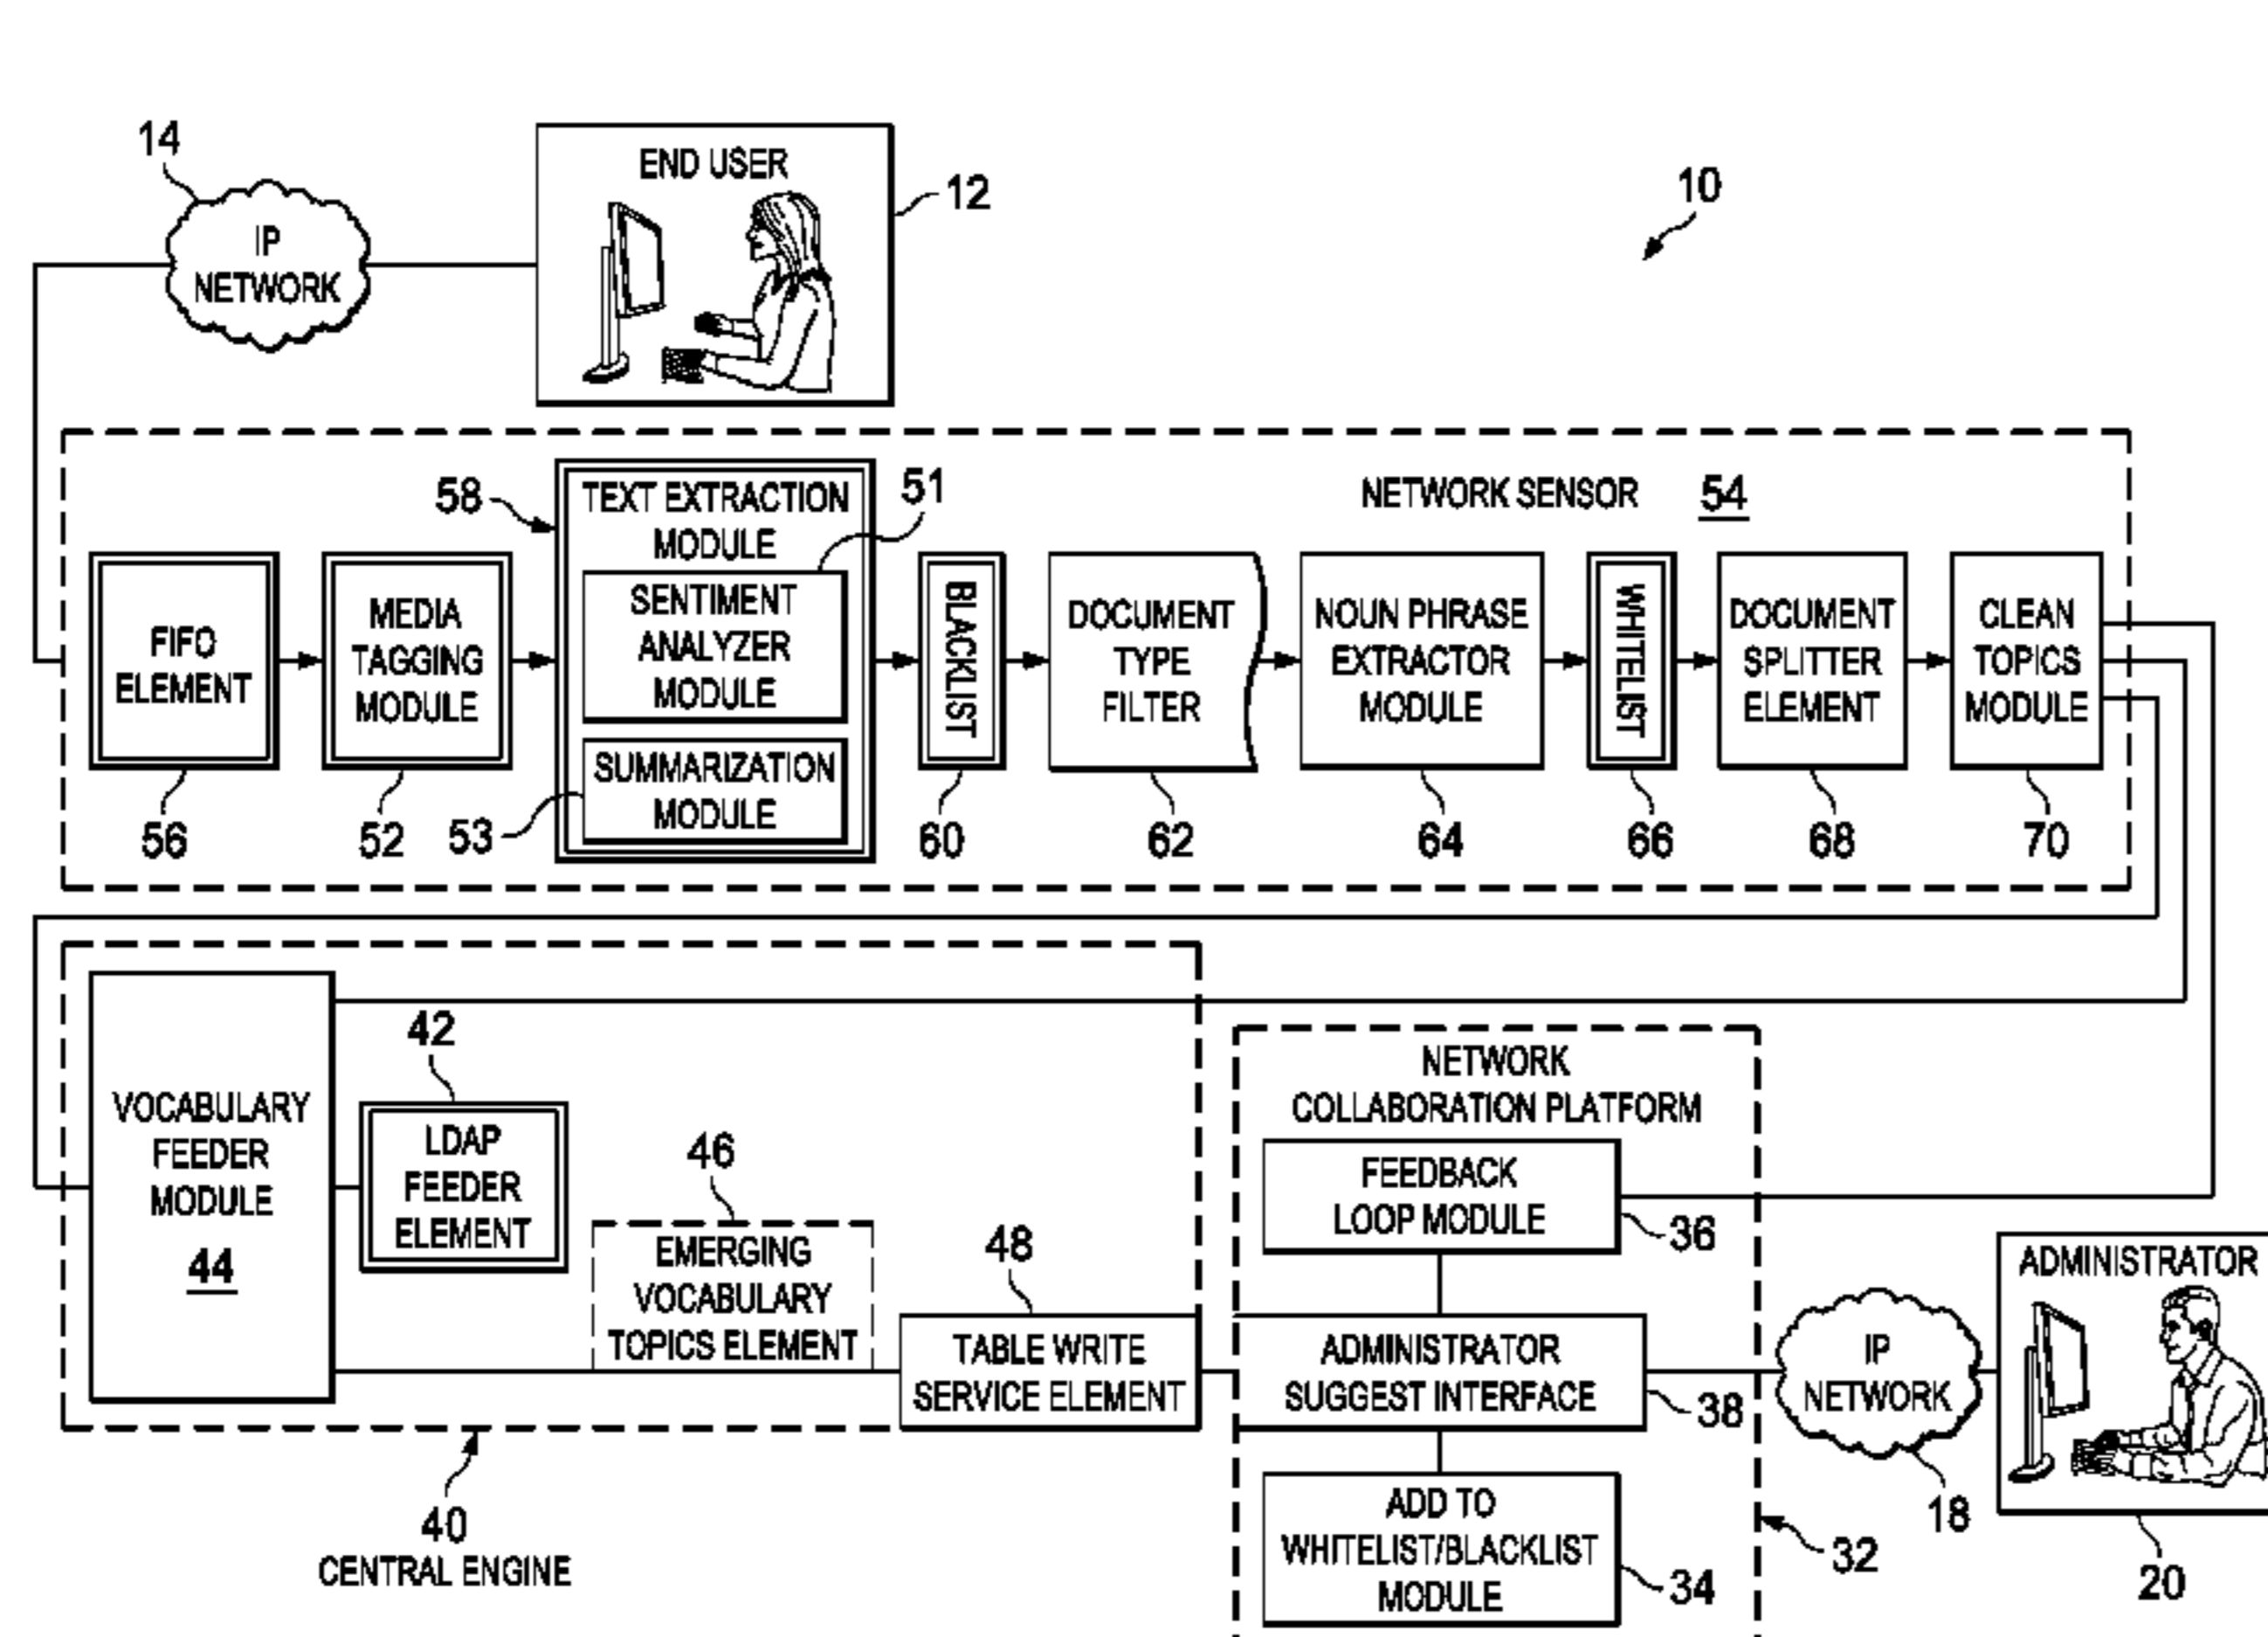 14
END USER
12
10
IP
NETWORK
58
TEXT EXTRACTION
MODULE
51
NETWORK SENSOR 54
FIFO
ELEMENT
56
MEDIA
TAGGING
MODULE
52
SENTIMENT
ANALYZER
MODULE
SUMMARIZATION
MODULE
53
BLACKLIST
60
DOCUMENT
TYPE
FILTER
62
NOUN PHRASE
EXTRACTOR
MODULE
64
WHITELIST
66
DOCUMENT
SPLITTER
ELEMENT
68
CLEAN
TOPICS
MODULE
70
VOCABULARY
FEEDER
MODULE
44
42
LDAP
FEEDER
ELEMENT
46
EMERGING
VOCABULARY
TOPICS ELEMENT
48
TABLE WRITE
SERVICE ELEMENT
40
CENTRAL ENGINE
NETWORK
COLLABORATION PLATFORM
FEEDBACK
LOOP MODULE
36
ADMINISTRATOR
SUGGEST INTERFACE
38
ADD TO
WHITELIST/BLACKLIST
MODULE
34
32
IP
NETWORK
18
ADMINISTRATOR
20